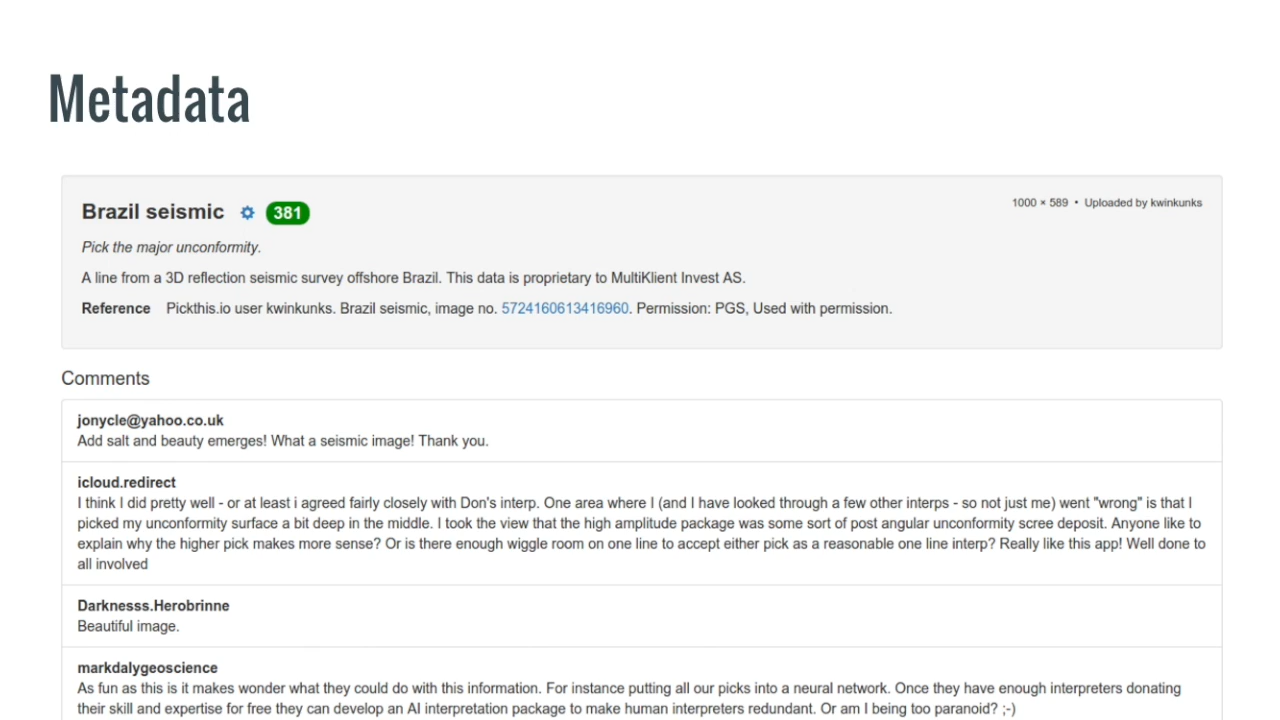 Metadata
Brazil seismic 381
1000 × 589 • Uploaded by kwinkunks
Pick the major unconformity.
A line from a 3D reflection seismic survey offshore Brazil. This data is proprietary to MultiKlient Invest AS.
Reference Pickthis.io user kwinkunks. Brazil seismic, image no. 5724160613416960. Permission: PGS, Used with permission.
Comments
jonycle@yahoo.co.uk
Add salt and beauty emerges! What a seismic image! Thank you.
icloud.redirect
I think I did pretty well - or at least i agreed fairly closely with Don's interp. One area where I (and I have looked through a few other interps - so not just me) went "wrong" is that I
picked my unconformity surface a bit deep in the middle. I took the view that the high amplitude package was some sort of post angular unconformity scree deposit. Anyone like to
explain why the higher pick makes more sense? Or is there enough wiggle room on one line to accept either pick as a reasonable one line interp? Really like this app! Well done to
all involved
Darknesss.Herobrinne
Beautiful image.
markdalygeoscience
As fun as this is it makes wonder what they could do with this information. For instance putting all our picks into a neural network. Once they have enough interpreters donating
their skill and expertise for free they can develop an AI interpretation package to make human interpreters redundant. Or am I being too paranoid? ;-)